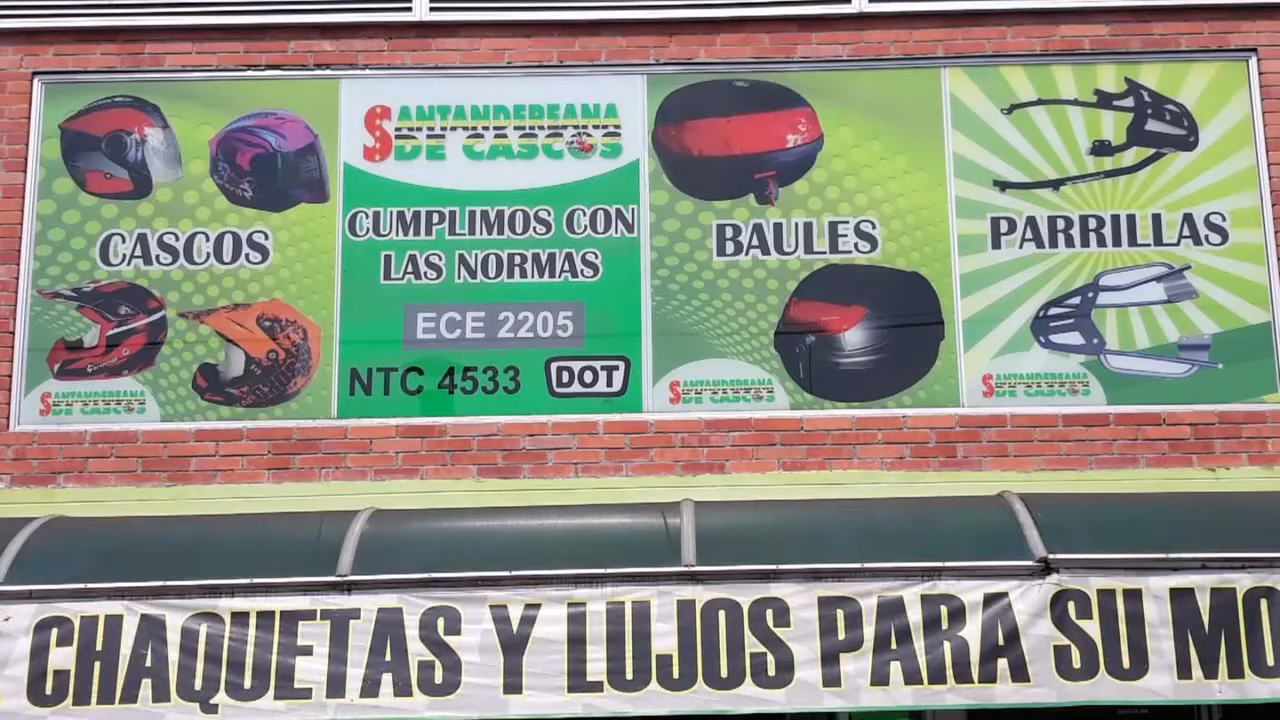 CASCOS
SANTANDEREANA
DE CASCOS
SANTANDEREANA
DE CASCOS
CUMPLIMOS CON
LAS NORMAS
ECE 2205
NTC 4533 DOT
BAULES
SANTANDEREANA
DE CASCOS
PARRILLAS
SANTANDEREANA
DE CASCOS
CHAQUETAS Y LUJOS PARA SU MO